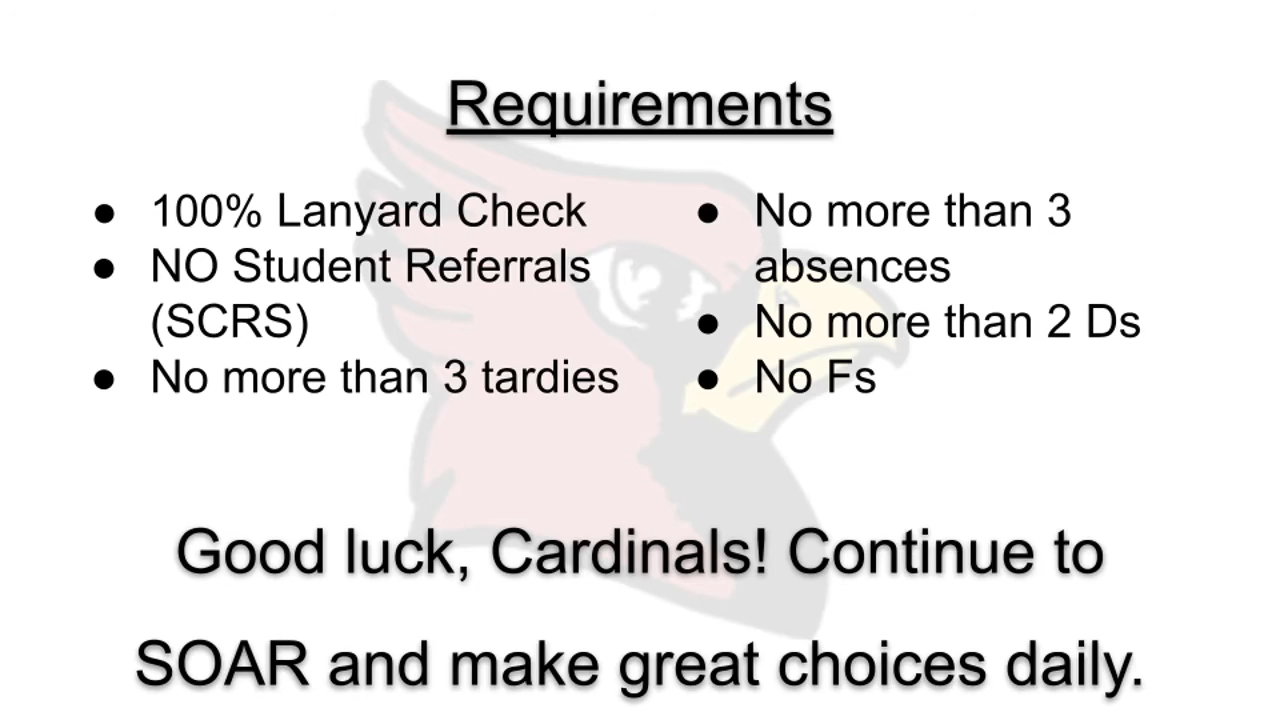 Requirements
● 100% Lanyard Check
● NO Student Referrals
(SCRS)
● No more than 3 tardies
● No more than 3
absences
● No more than 2 Ds
● No Fs
Good luck, Cardinals! Continue to
SOAR and make great choices daily.